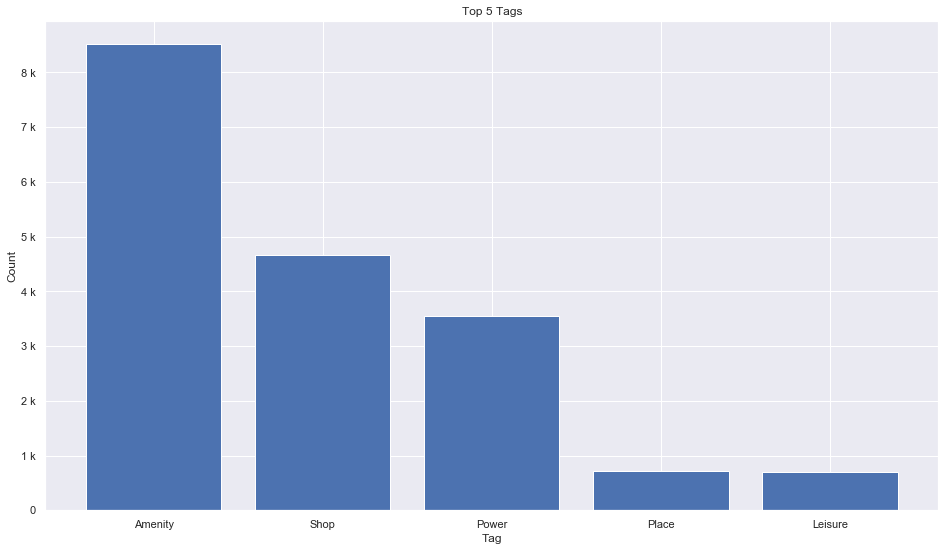 Top 5 Tags
8 k
7 k
6 k
5 k
4 k
3 k
2 k
1 k
0
Count
Amenity Shop Power Place Leisure
Tag